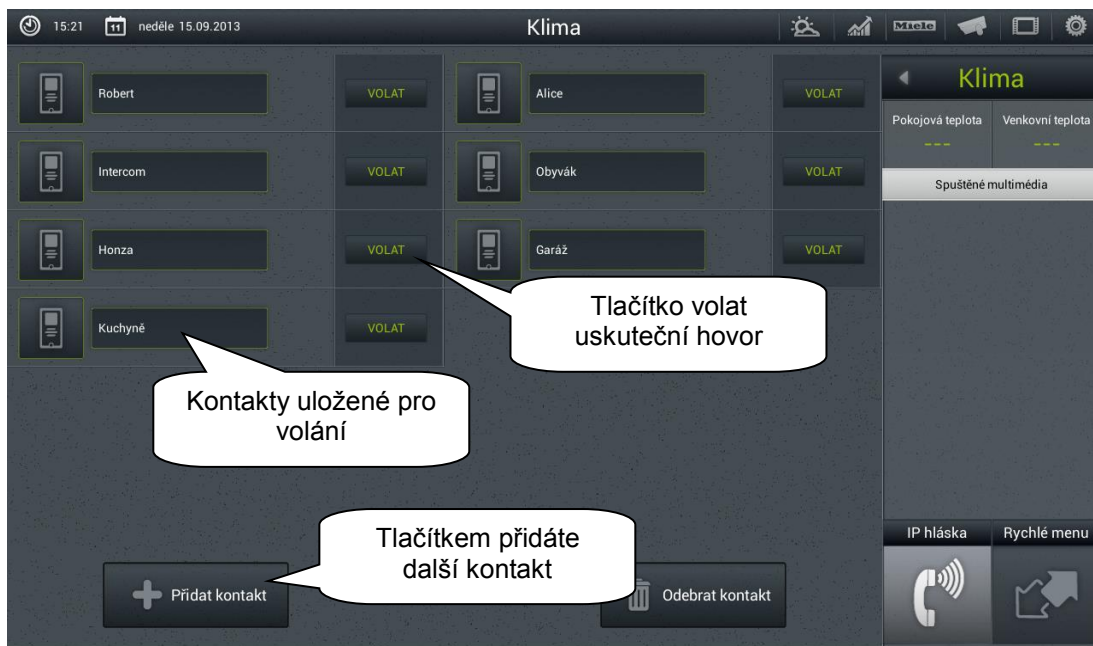 15:21 11 neděle 15.09.2013 Klima Miele
Robert VOLAT Alice VOLAT
Intercom VOLAT Obyvák VOLAT
Honza VOLAT Garáž VOLAT
Kuchyně VOLAT
Tlačítko volat
uskuteční hovor
Kontakty uložené pro
volání
Tlačítkem přidáte
další kontakt
Přidat kontakt Odebrat kontakt
Klima
Pokojová teplota Venkovní teplota
--- ---
Spuštěné multimédia
IP hláska Rychlé menu